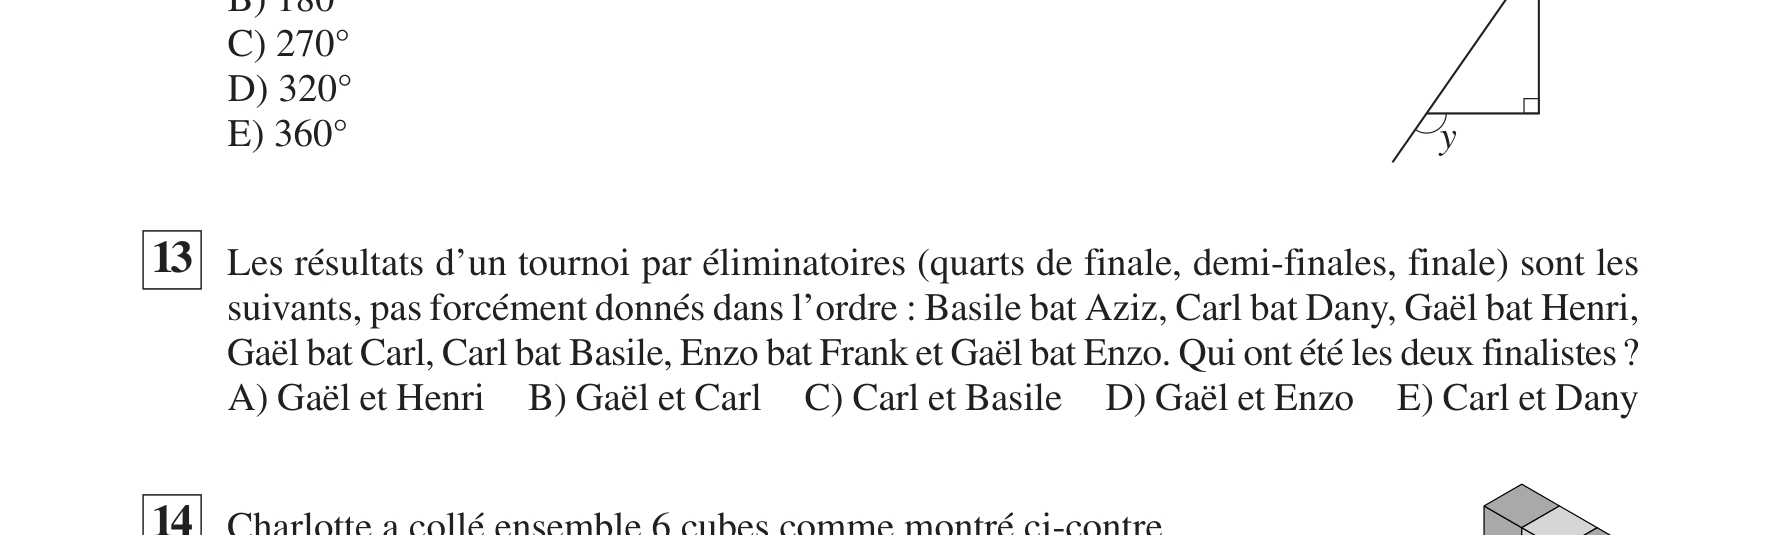 B) 180°
C) 270°
D) 320°
E) 360°
y
13 Les résultats d’un tournoi par éliminatoires (quarts de finale, demi-finales, finale) sont les
suivants, pas forcément donnés dans l’ordre : Basile bat Aziz, Carl bat Dany, Gaël bat Henri,
Gaël bat Carl, Carl bat Basile, Enzo bat Frank et Gaël bat Enzo. Qui ont été les deux finalistes ?
A) Gaël et Henri B) Gaël et Carl C) Carl et Basile D) Gaël et Enzo E) Carl et Dany
14 Charlotte a collé ensemble 6 cubes comme montré ci-contre